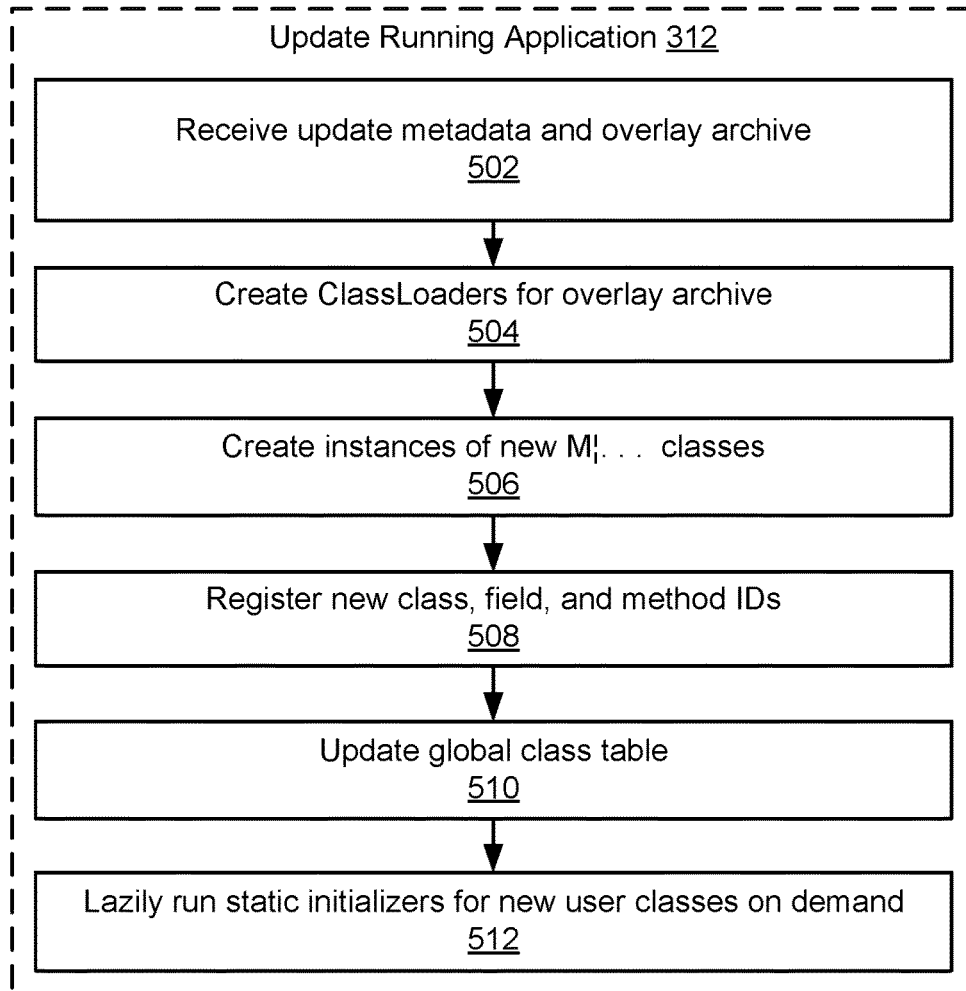 Update Running Application 312
Receive update metadata and overlay archive
502
Create ClassLoaders for overlay archive
504
Create instances of new M¦. . . classes
506
Register new class, field, and method IDs
508
Update global class table
510
Lazily run static initializers for new user classes on demand
512